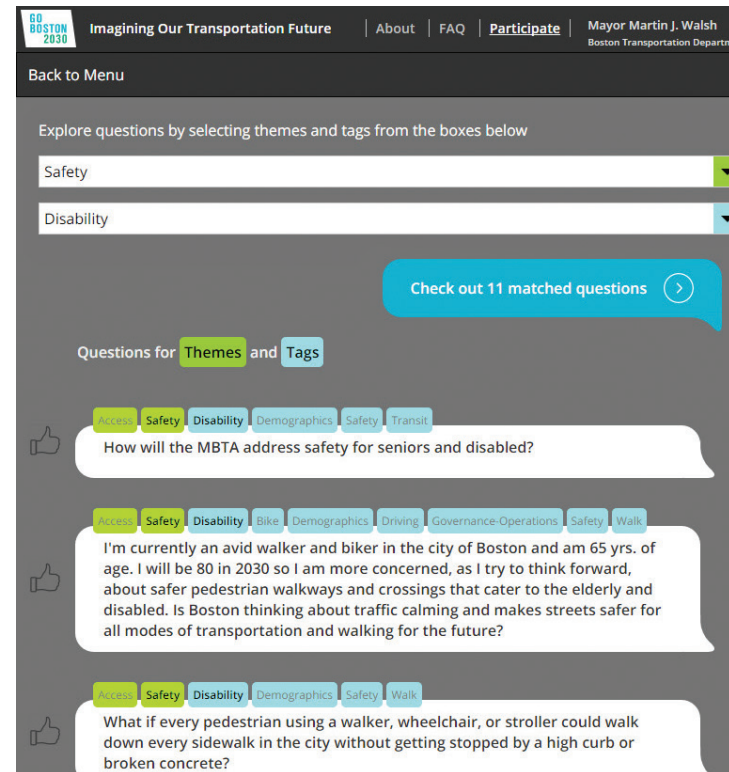 GO
BOSTON
2030
Imagining Our Transportation Future | About | FAQ | Participate | Mayor Martin J. Walsh
Boston Transportation Departm
Back to Menu
Explore questions by selecting themes and tags from the boxes below
Safety
Disability
Check out 11 matched questions
Questions for Themes and Tags
Access Safety Disability Demographics Safety Transit
How will the MBTA address safety for seniors and disabled?
Access Safety Disability Bike Demographics Driving Governance-Operations Safety Walk
I'm currently an avid walker and biker in the city of Boston and am 65 yrs. of
age. I will be 80 in 2030 so I am more concerned, as I try to think forward,
about safer pedestrian walkways and crossings that cater to the elderly and
disabled. Is Boston thinking about traffic calming and makes streets safer for
all modes of transportation and walking for the future?
Access Safety Disability Demographics Safety Walk
What if every pedestrian using a walker, wheelchair, or stroller could walk
down every sidewalk in the city without getting stopped by a high curb or
broken concrete?